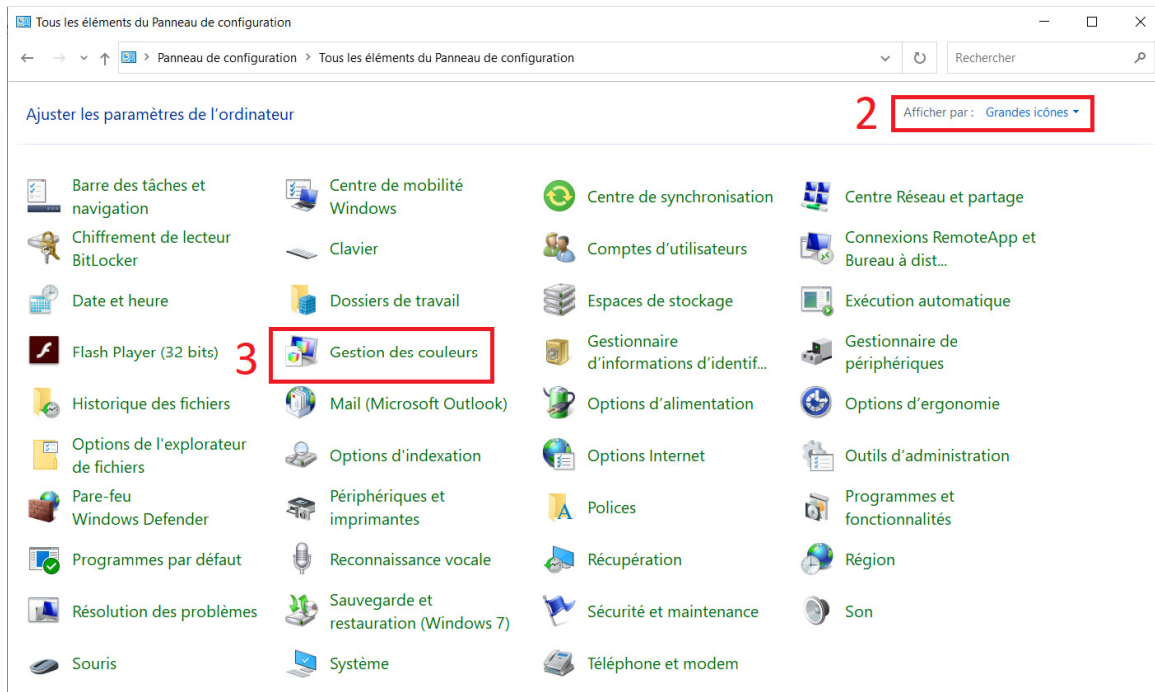 Tous les éléments du Panneau de configuration
Panneau de configuration > Tous les éléments du Panneau de configuration
Rechercher
Ajuster les paramètres de l'ordinateur
2
Afficher par : Grandes icônes
Barre des tâches et
navigation
Centre de mobilité
Windows
Centre de synchronisation
Centre Réseau et partage
Chiffrement de lecteur
BitLocker
Clavier
Comptes d'utilisateurs
Connexions RemoteApp et
Bureau à dist...
Date et heure
Dossiers de travail
Espaces de stockage
Exécution automatique
Flash Player (32 bits)
3
Gestion des couleurs
Gestionnaire
d'informations d'identif...
Gestionnaire de
périphériques
Historique des fichiers
Mail (Microsoft Outlook)
Options d'alimentation
Options d'ergonomie
Options de l'explorateur
de fichiers
Options d'indexation
Options Internet
Outils d'administration
Pare-feu
Windows Defender
Périphériques et
imprimantes
Polices
Programmes et
fonctionnalités
Programmes par défaut
Reconnaissance vocale
Récupération
Région
Résolution des problèmes
Sauvegarde et
restauration (Windows 7)
Sécurité et maintenance
Son
Souris
Système
Téléphone et modem